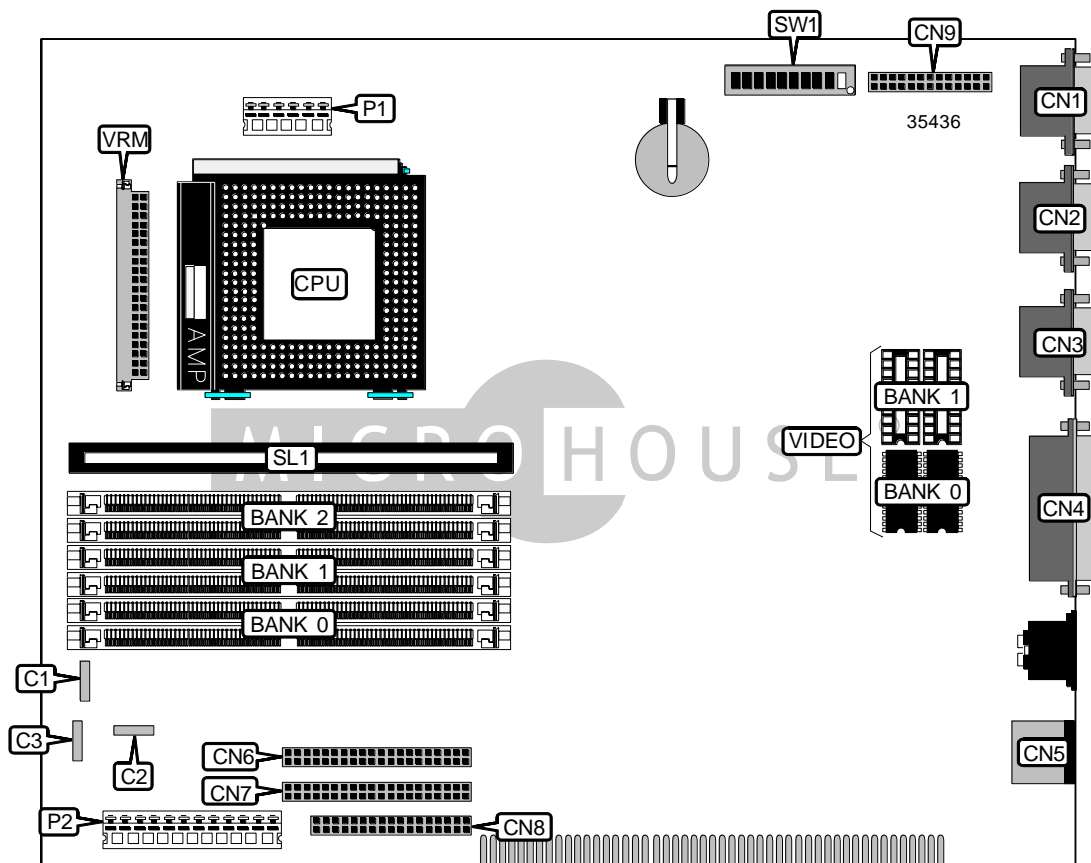 SW1
CN9
35436
CN1
P1
VRM
CN2
CPU
AMP
CN3
BANK 1
VIDEO
BANK 0
MICROHOUSE®
SL1
CN4
BANK 2
BANK 1
BANK 0
C1
C3
C2
CN6
CN5
CN7
P2
CN8